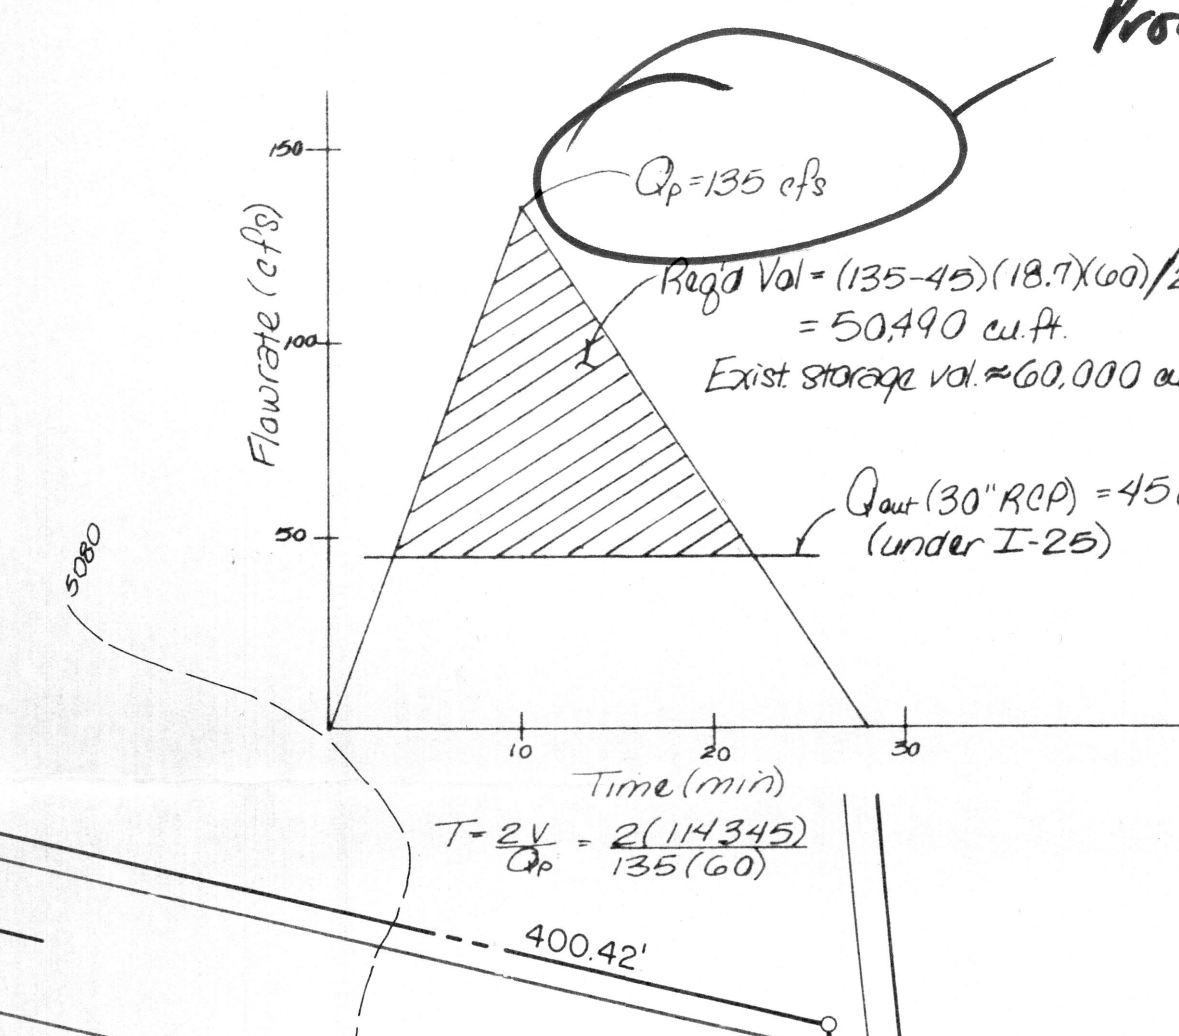 150
Qp=135 cfs
Req'd Vol = (135-45)(18.7)(60)/2
= 50,490 cu.ft.
100
Exist. storage vol. ≈ 60,000 cu
Flowrate (cfs)
Qout (30" RCP) = 45
50
(under I-25)
5080
10
20
30
Time (min)
T = 2V/Qp = 2(114345)/135(60)
400.42'